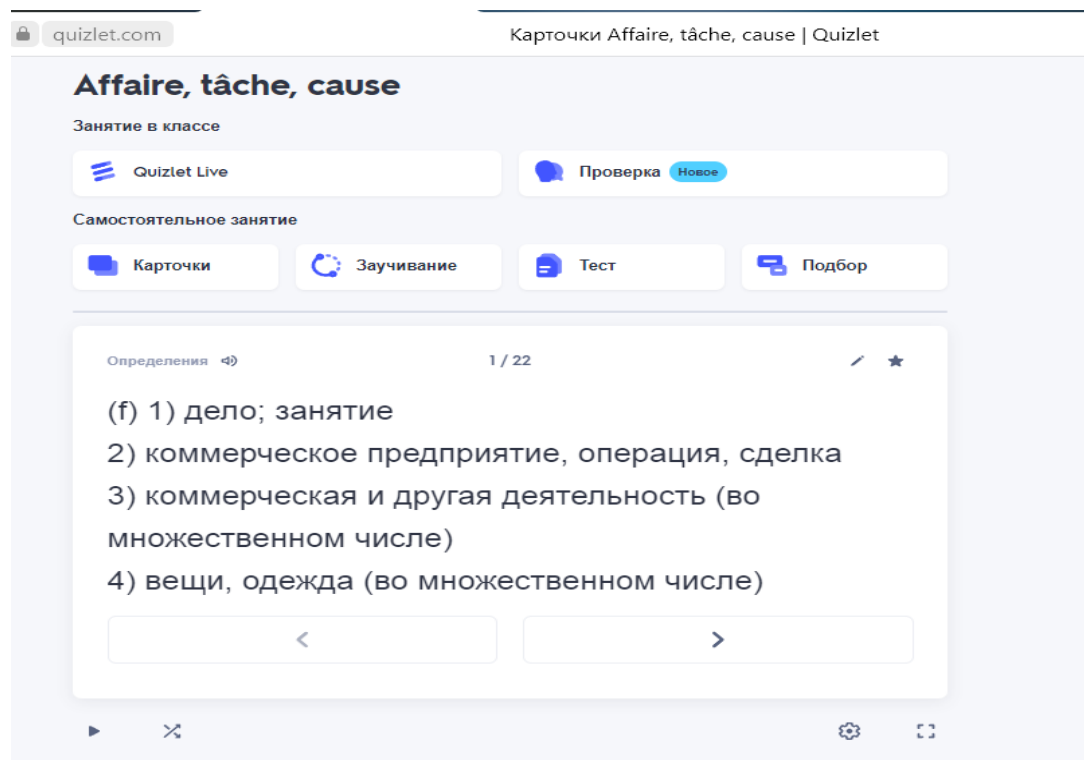 quizlet.com
Карточки Affaire, tâche, cause | Quizlet
Affaire, tâche, cause
Занятие в классе
Quizlet Live
Проверка Новое
Самостоятельное занятие
Карточки
Заучивание
Тест
Подбор
Определения
1 / 22
(f) 1) дело; занятие
2) коммерческое предприятие, операция, сделка
3) коммерческая и другая деятельность (во
множественном числе)
4) вещи, одежда (во множественном числе)